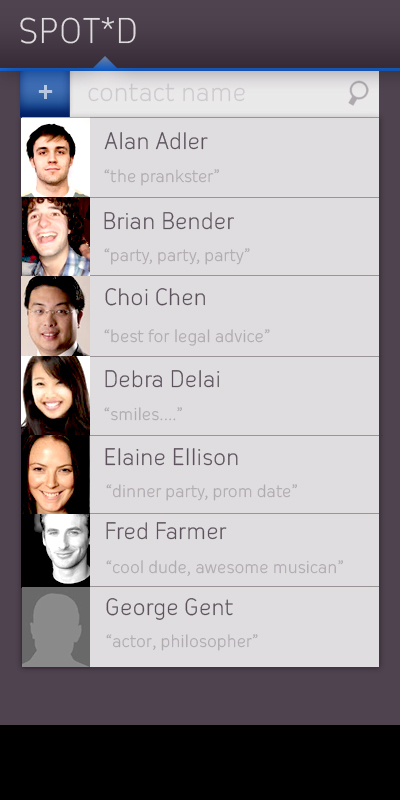 SPOT*D
+ contact name
Alan Adler
“the prankster”
Brian Bender
“party, party, party”
Choi Chen
“best for legal advice”
Debra Delai
“smiles....”
Elaine Ellison
“dinner party, prom date”
Fred Farmer
“cool dude, awesome musican”
George Gent
“actor, philosopher”